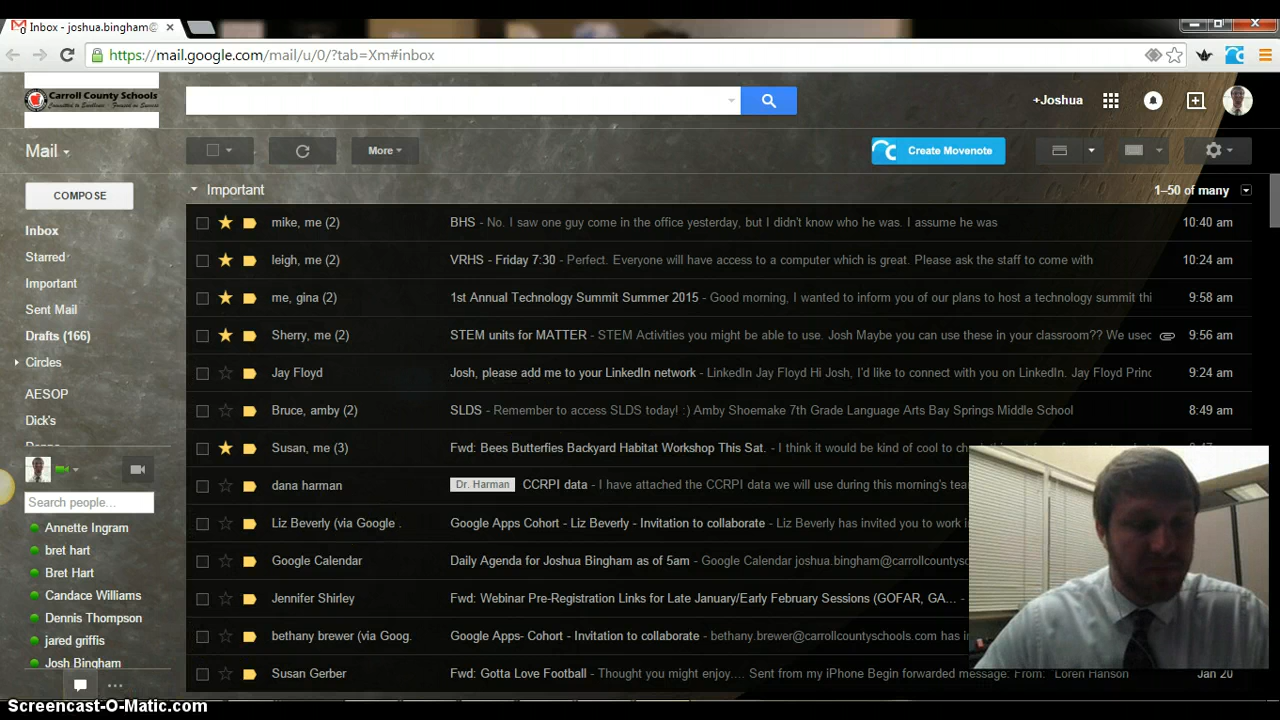 Inbox - joshua.bingham@
https://mail.google.com/mail/u/0/?tab=Xm#inbox
Carroll County Schools
+Joshua
Mail
More
Create Movenote
COMPOSE
Important
1–50 of many
Inbox
Starred
Important
Sent Mail
Drafts (166)
Circles
AESOP
Dick's
mike, me (2) BHS - No. I saw one guy come in the office yesterday, but I didn't know who he was. I assume he was 10:40 am
leigh, me (2) VRHS - Friday 7:30 - Perfect. Everyone will have access to a computer which is great. Please ask the staff to come with 10:24 am
me, gina (2) 1st Annual Technology Summit Summer 2015 - Good morning, I wanted to inform you of our plans to host a technology summit thi 9:58 am
Sherry, me (2) STEM units for MATTER - STEM Activities you might be able to use. Josh Maybe you can use these in your classroom?? We used 9:56 am
Jay Floyd Josh, please add me to your LinkedIn network - LinkedIn Jay Floyd Hi Josh, I'd like to connect with you on LinkedIn. Jay Floyd Princ 9:24 am
Bruce, amby (2) SLDS - Remember to access SLDS today! :) Amby Shoemake 7th Grade Language Arts Bay Springs Middle School 8:49 am
Susan, me (3) Fwd: Bees Butterfies Backyard Habitat Workshop This Sat. - I think it would be kind of cool to
dana harman Dr. Harman CCRPI data - I have attached the CCRPI data we will use during this morning's tea
Liz Beverly (via Google . Google Apps Cohort - Liz Beverly - Invitation to collaborate - Liz Beverly has invited you to work i
Google Calendar Daily Agenda for Joshua Bingham as of 5am - Google Calendar joshua.bingham@carrollcountysc
Jennifer Shirley Fwd: Webinar Pre-Registration Links for Late January/Early February Sessions (GOFAR, GA... -
bethany brewer (via Goog. Google Apps- Cohort - Invitation to collaborate - bethany.brewer@carrollcountyschools.com has in
Susan Gerber Fwd: Gotta Love Football - Thought you might enjoy.... Sent from my iPhone Begin forwarded message: From: Loren Hanson Jan 20
Search people...
Annette Ingram
bret hart
Bret Hart
Candace Williams
Dennis Thompson
jared griffis
Josh Bingham
Screencast-O-Matic.com